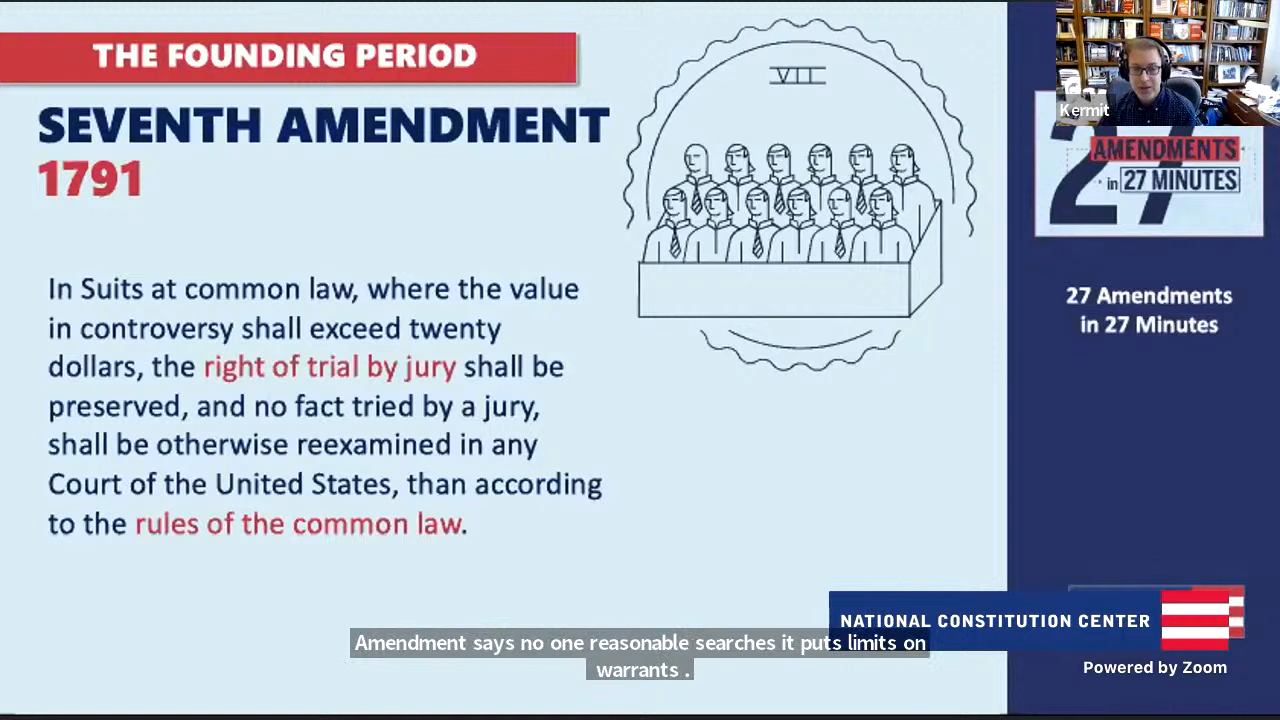 THE FOUNDING PERIOD
SEVENTH AMENDMENT
1791
In Suits at common law, where the value
in controversy shall exceed twenty
dollars, the right of trial by jury shall be
preserved, and no fact tried by a jury,
shall be otherwise reexamined in any
Court of the United States, than according
to the rules of the common law.
VII
Kermit
27
AMENDMENTS
in 27 MINUTES
27 Amendments
in 27 Minutes
NATIONAL CONSTITUTION CENTER
Amendment says no one reasonable searches it puts limits on
warrants .
Powered by Zoom